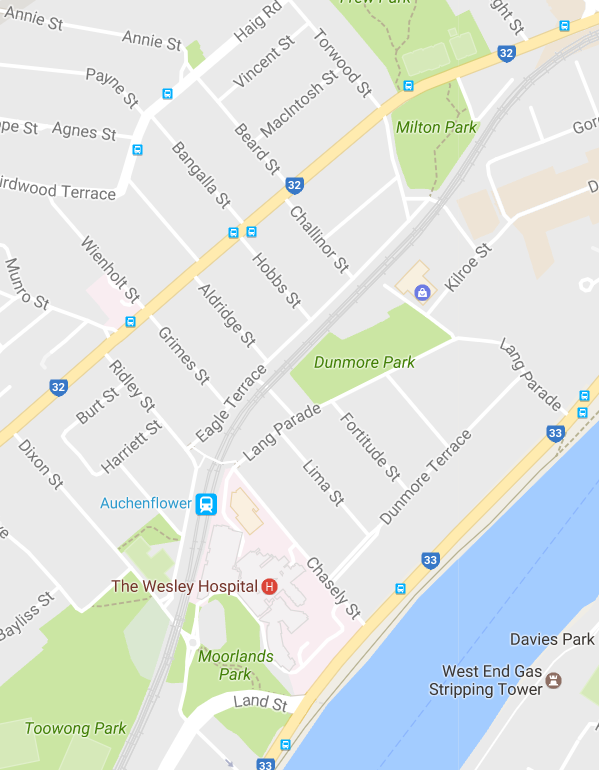 Frew Park
Annie St
Annie St
Haig Rd
Torwood St
32
Vincent St
Payne St
MacIntosh St
Agnes St
Beard St
Milton Park
Bangalla St
32
Challinor St
Wienholt St
Hobbs St
Kilroe St
Munro St
Aldridge St
Grimes St
Dunmore Park
Lang Parade
Ridley St
Eagle Terrace
32
Burt St
Lang Parade
Harriett St
Fortitude St
33
Dixon St
Lima St
Dunmore Terrace
Auchenflower
33
Chasely St
The Wesley Hospital
H
Bayliss St
Davies Park
Moorlands
Park
West End Gas
Stripping Tower
Land St
Toowong Park
33